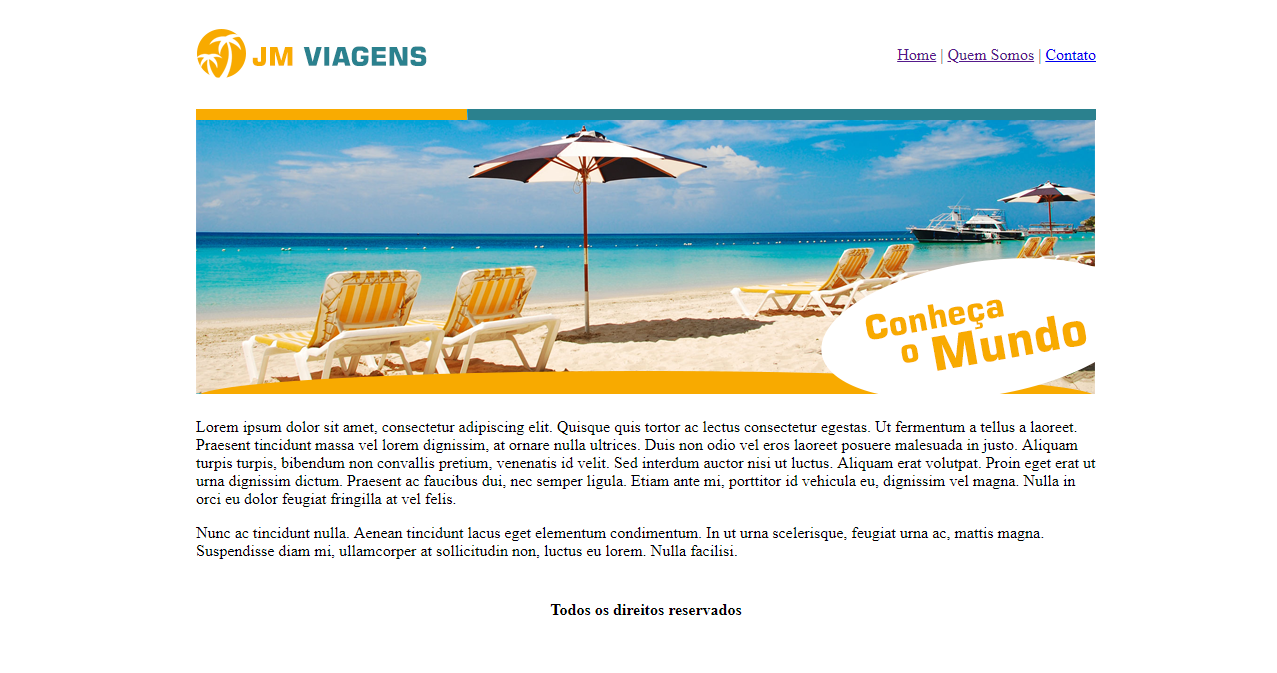 JM VIAGENS
Home | Quem Somos | Contato
Conheça
o Mundo
Lorem ipsum dolor sit amet, consectetur adipiscing elit. Quisque quis tortor ac lectus consectetur egestas. Ut fermentum a tellus a laoreet.
Praesent tincidunt massa vel lorem dignissim, at ornare nulla ultrices. Duis non odio vel eros laoreet posuere malesuada in justo. Aliquam
turpis turpis, bibendum non convallis pretium, venenatis id velit. Sed interdum auctor nisi ut luctus. Aliquam erat volutpat. Proin eget erat ut
urna dignissim dictum. Praesent ac faucibus dui, nec semper ligula. Etiam ante mi, porttitor id vehicula eu, dignissim vel magna. Nulla in
orci eu dolor feugiat fringilla at vel felis.
Nunc ac tincidunt nulla. Aenean tincidunt lacus eget elementum condimentum. In ut urna scelerisque, feugiat urna ac, mattis magna.
Suspendisse diam mi, ullamcorper at sollicitudin non, luctus eu lorem. Nulla facilisi.
Todos os direitos reservados